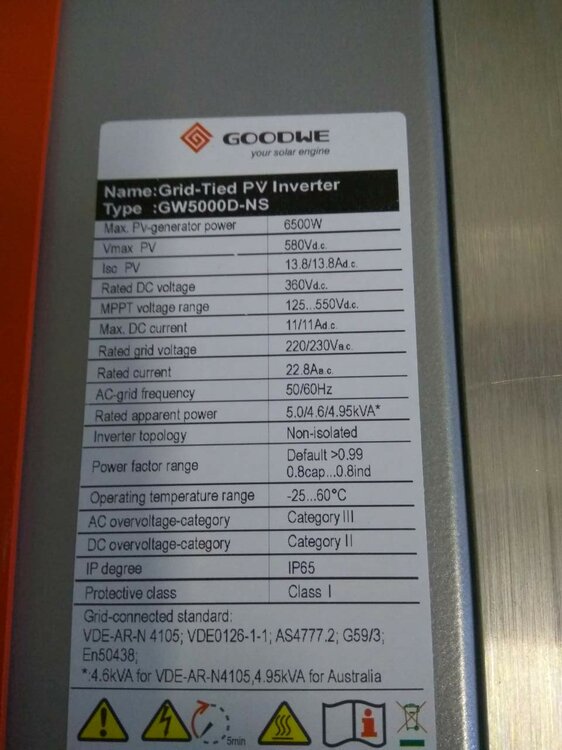 GOODWE
your solar engine
Name:Grid-Tied PV Inverter
Type :GW5000D-NS
Max. PV-generator power 6500W
Vmax PV 580Vd.c.
Isc PV 13.8/13.8Ad.c.
Rated DC voltage 360Vd.c.
MPPT voltage range 125...550Vd.c.
Max. DC current 11/11Ad.c.
Rated grid voltage 220/230Va.c.
Rated current 22.8Aa.c.
AC-grid frequency 50/60Hz
Rated apparent power 5.0/4.6/4.95kVA*
Inverter topology Non-isolated
Power factor range Default >0.99
0.8cap...0.8ind
Operating temperature range -25...60°C
AC overvoltage-category Category III
DC overvoltage-category Category II
IP degree IP65
Protective class Class I
Grid-connected standard:
VDE-AR-N 4105; VDE0126-1-1; AS4777.2; G59/3;
En50438;
*:4.6kVA for VDE-AR-N4105,4.95kVA for Australia
5min